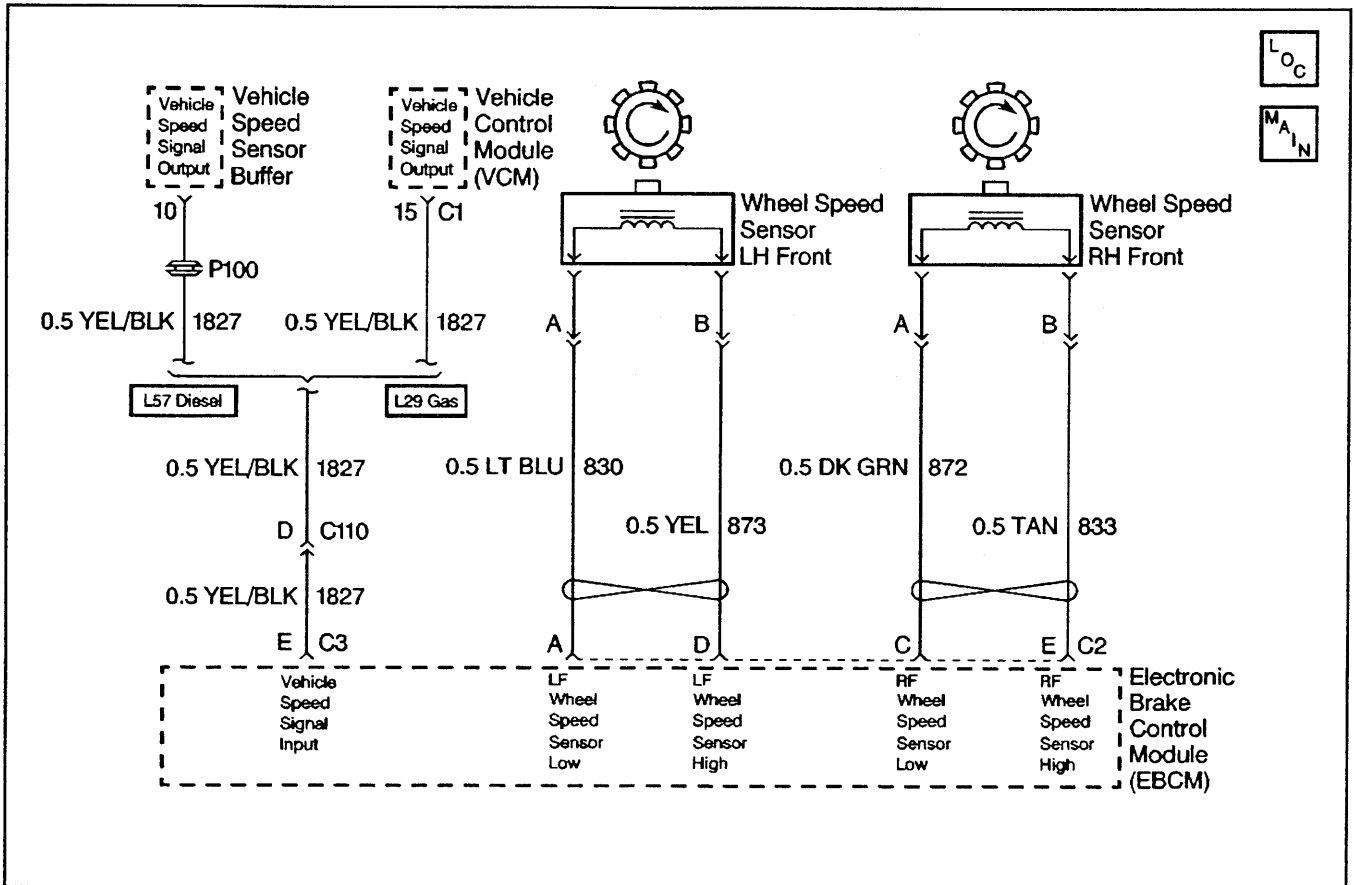 LOC
MAIN
Vehicle
Speed
Signal
Output
Vehicle
Speed
Sensor
Buffer
Vehicle
Speed
Signal
Output
Vehicle
Control
Module
(VCM)
10
15 C1
P100
0.5 YEL/BLK 1827
0.5 YEL/BLK 1827
L57 Diesel
L29 Gas
0.5 YEL/BLK 1827
D C110
0.5 YEL/BLK 1827
E C3
Wheel Speed
Sensor
LH Front
A B
0.5 LT BLU 830
0.5 YEL 873
A D
Wheel Speed
Sensor
RH Front
A B
0.5 DK GRN 872
0.5 TAN 833
C E C2
Vehicle
Speed
Signal
Input
LF
Wheel
Speed
Sensor
Low
LF
Wheel
Speed
Sensor
High
RF
Wheel
Speed
Sensor
Low
RF
Wheel
Speed
Sensor
High
Electronic
Brake
Control
Module
(EBCM)